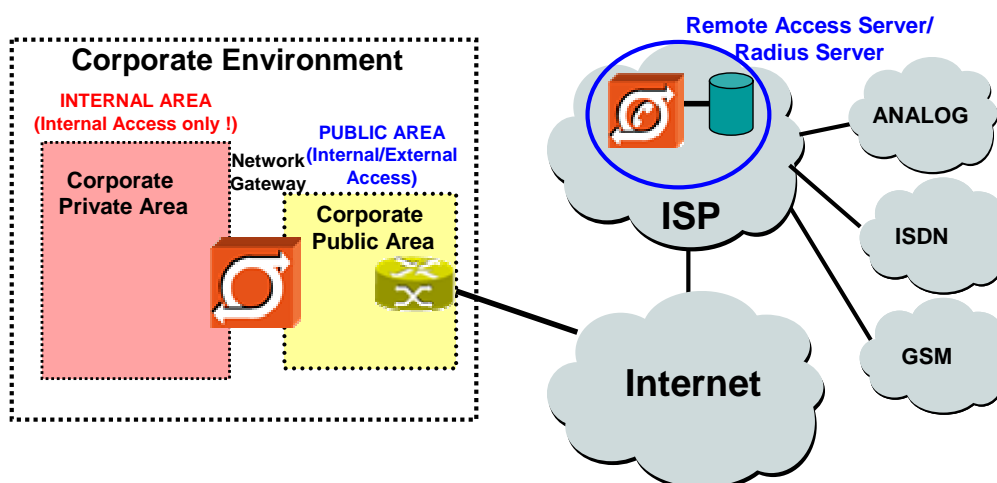 Corporate Environment
INTERNAL AREA
(Internal Access only !)
Corporate
Private Area
Network
Gateway
PUBLIC AREA
(Internal/External
Access)
Corporate
Public Area
Remote Access Server/
Radius Server
ISP
ANALOG
ISDN
GSM
Internet